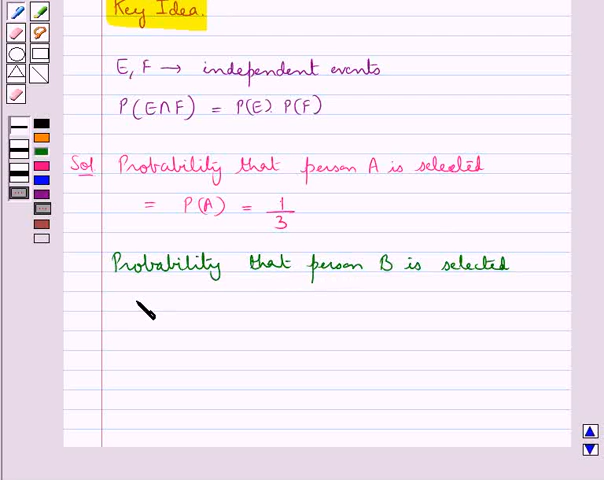 Key Idea.
E, F → independent events
P(E∩F) = P(E). P(F)
Sol Probability that person A is selected
= P(A) = 1/3
Probability that person B is selected